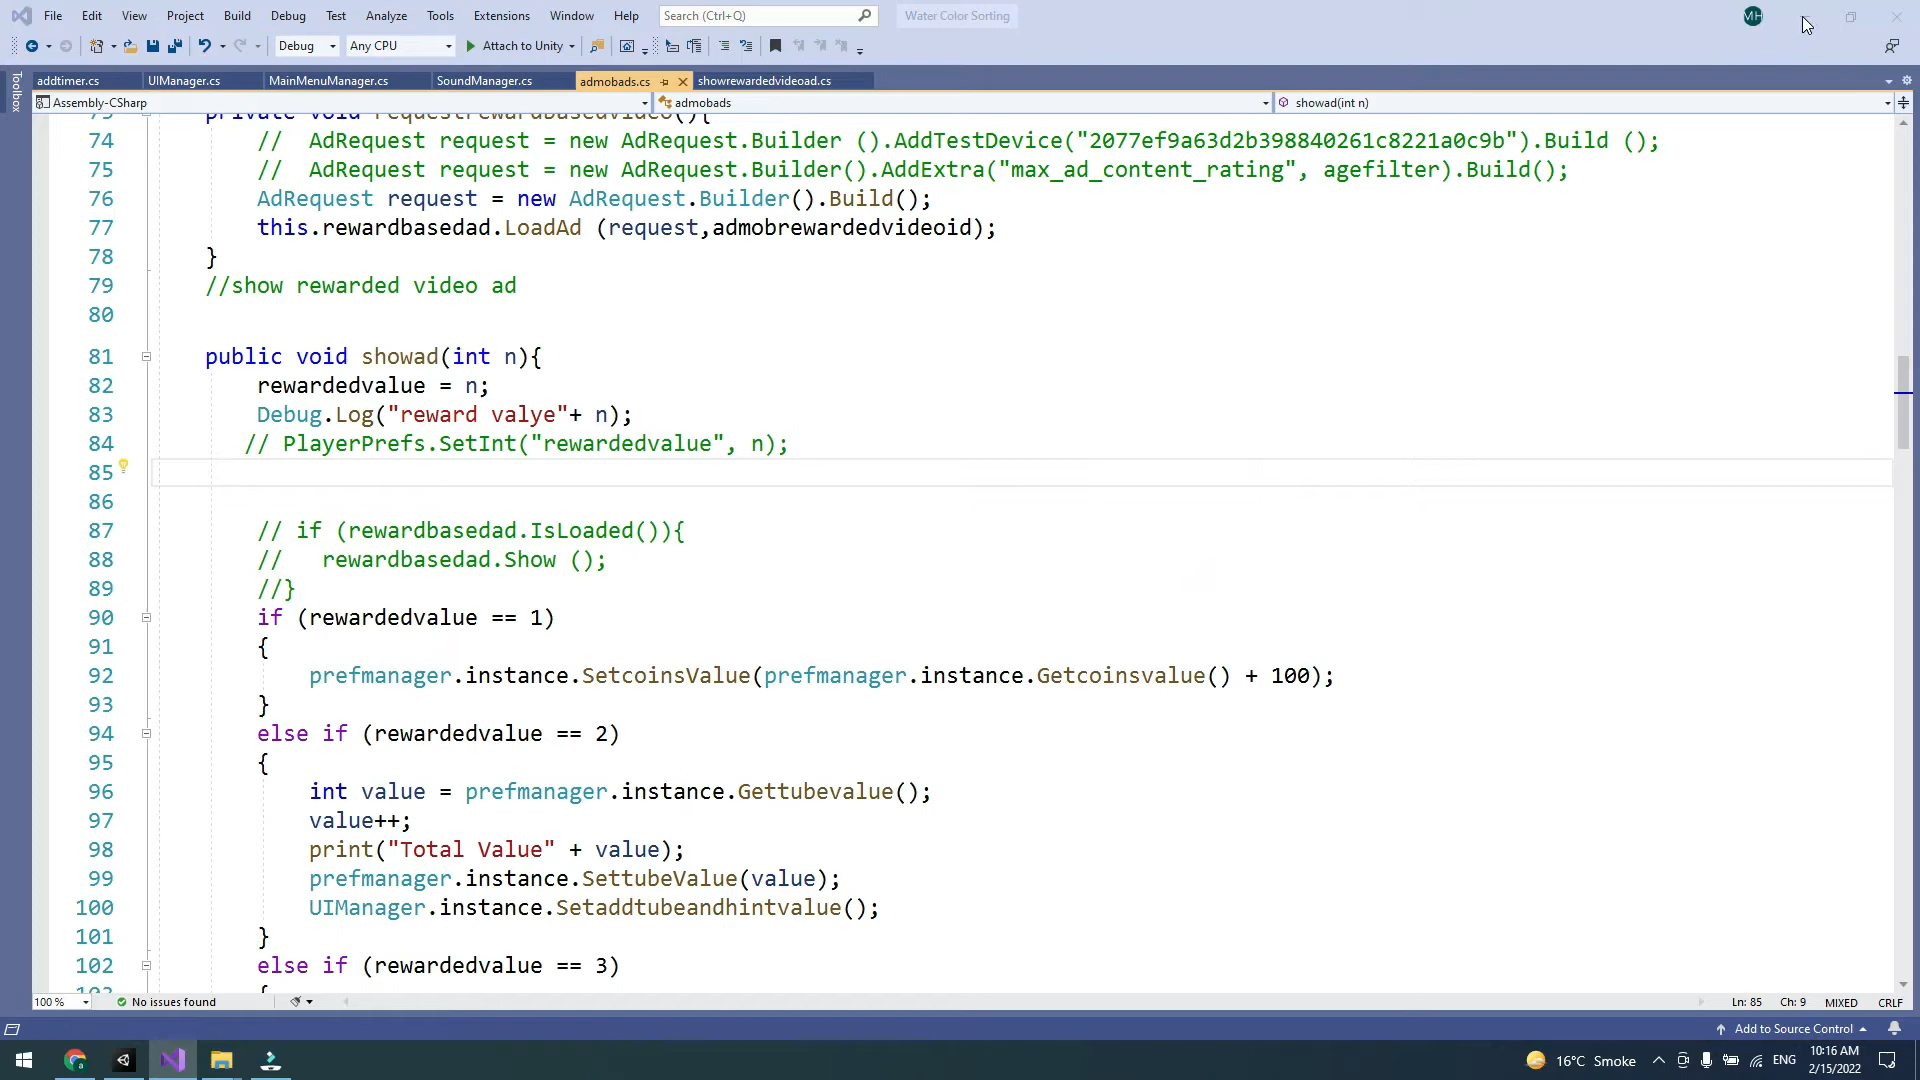 File Edit View Project Build Debug Test Analyze Tools Extensions Window Help Search (Ctrl+Q) Water Color Sorting MH
Debug Any CPU Attach to Unity
Toolbox
addtimer.cs UIManager.cs MainMenuManager.cs SoundManager.cs admobads.cs showrewardedvideoad.cs
Assembly-CSharp admobads showad(int n)
73 private void requestrewardbasedvideo(){
74 // AdRequest request = new AdRequest.Builder ().AddTestDevice("2077ef9a63d2b398840261c8221a0c9b").Build ();
75 // AdRequest request = new AdRequest.Builder().AddExtra("max_ad_content_rating", agefilter).Build();
76 AdRequest request = new AdRequest.Builder().Build();
77 this.rewardbasedad.LoadAd (request,admobrewardedvideoid);
78 }
79 //show rewarded video ad
80
81 public void showad(int n){
82 rewardedvalue = n;
83 Debug.Log("reward valye"+ n);
84 // PlayerPrefs.SetInt("rewardedvalue", n);
85
86
87 // if (rewardbasedad.IsLoaded()){
88 // rewardbasedad.Show ();
89 //}
90 if (rewardedvalue == 1)
91 {
92 prefmanager.instance.SetcoinsValue(prefmanager.instance.Getcoinsvalue() + 100);
93 }
94 else if (rewardedvalue == 2)
95 {
96 int value = prefmanager.instance.Gettubevalue();
97 value++;
98 print("Total Value" + value);
99 prefmanager.instance.SettubeValue(value);
100 UIManager.instance.Setaddtubeandhintvalue();
101 }
102 else if (rewardedvalue == 3)
103 {
100 % No issues found Ln: 85 Ch: 9 MIXED CRLF
Add to Source Control
16°C Smoke ENG 10:16 AM
2/15/2022